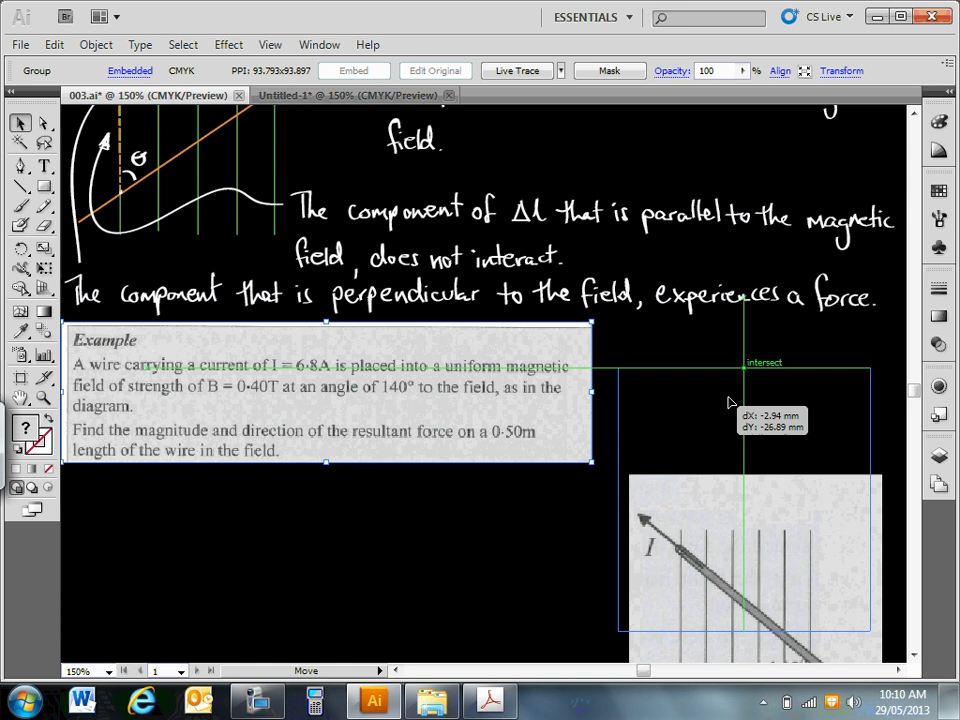 Ai
Br
ESSENTIALS
CS Live
File Edit Object Type Select Effect View Window Help
Group Embedded CMYK PPI: 93.793x93.897 Embed Edit Original Live Trace Mask Opacity: 100 % Align Transform
003.ai* @ 150% (CMYK/Preview) Untitled-1* @ 150% (CMYK/Preview)
field.
θ
The component of Δl that is parallel to the magnetic
field, does not interact.
The component that is perpendicular to the field, experiences a force.
Example
A wire carrying a current of I = 6·8A is placed into a uniform magnetic
field of strength of B = 0·40T at an angle of 140° to the field, as in the
diagram.
Find the magnitude and direction of the resultant force on a 0·50m
length of the wire in the field.
intersect
dX: -2.94 mm
dY: -26.89 mm
I
?
150% 1 Move
W Ai
10:10 AM
29/05/2013